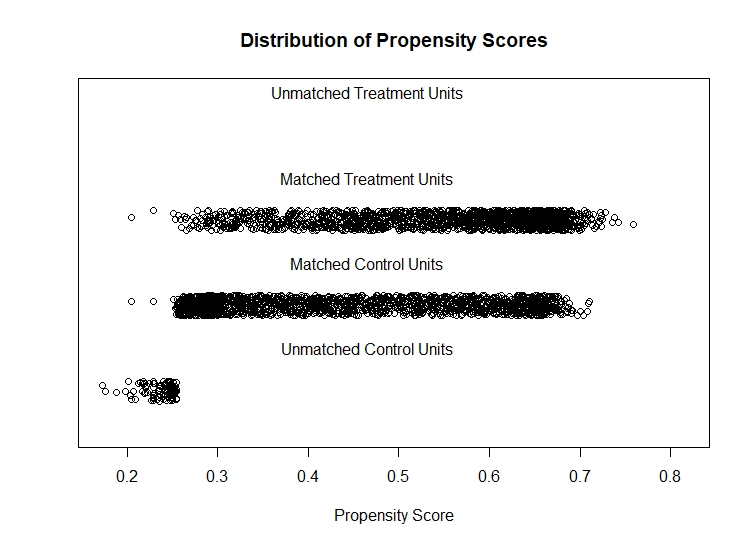 Distribution of Propensity Scores
Unmatched Treatment Units
Matched Treatment Units
Matched Control Units
Unmatched Control Units
0.2 0.3 0.4 0.5 0.6 0.7 0.8
Propensity Score